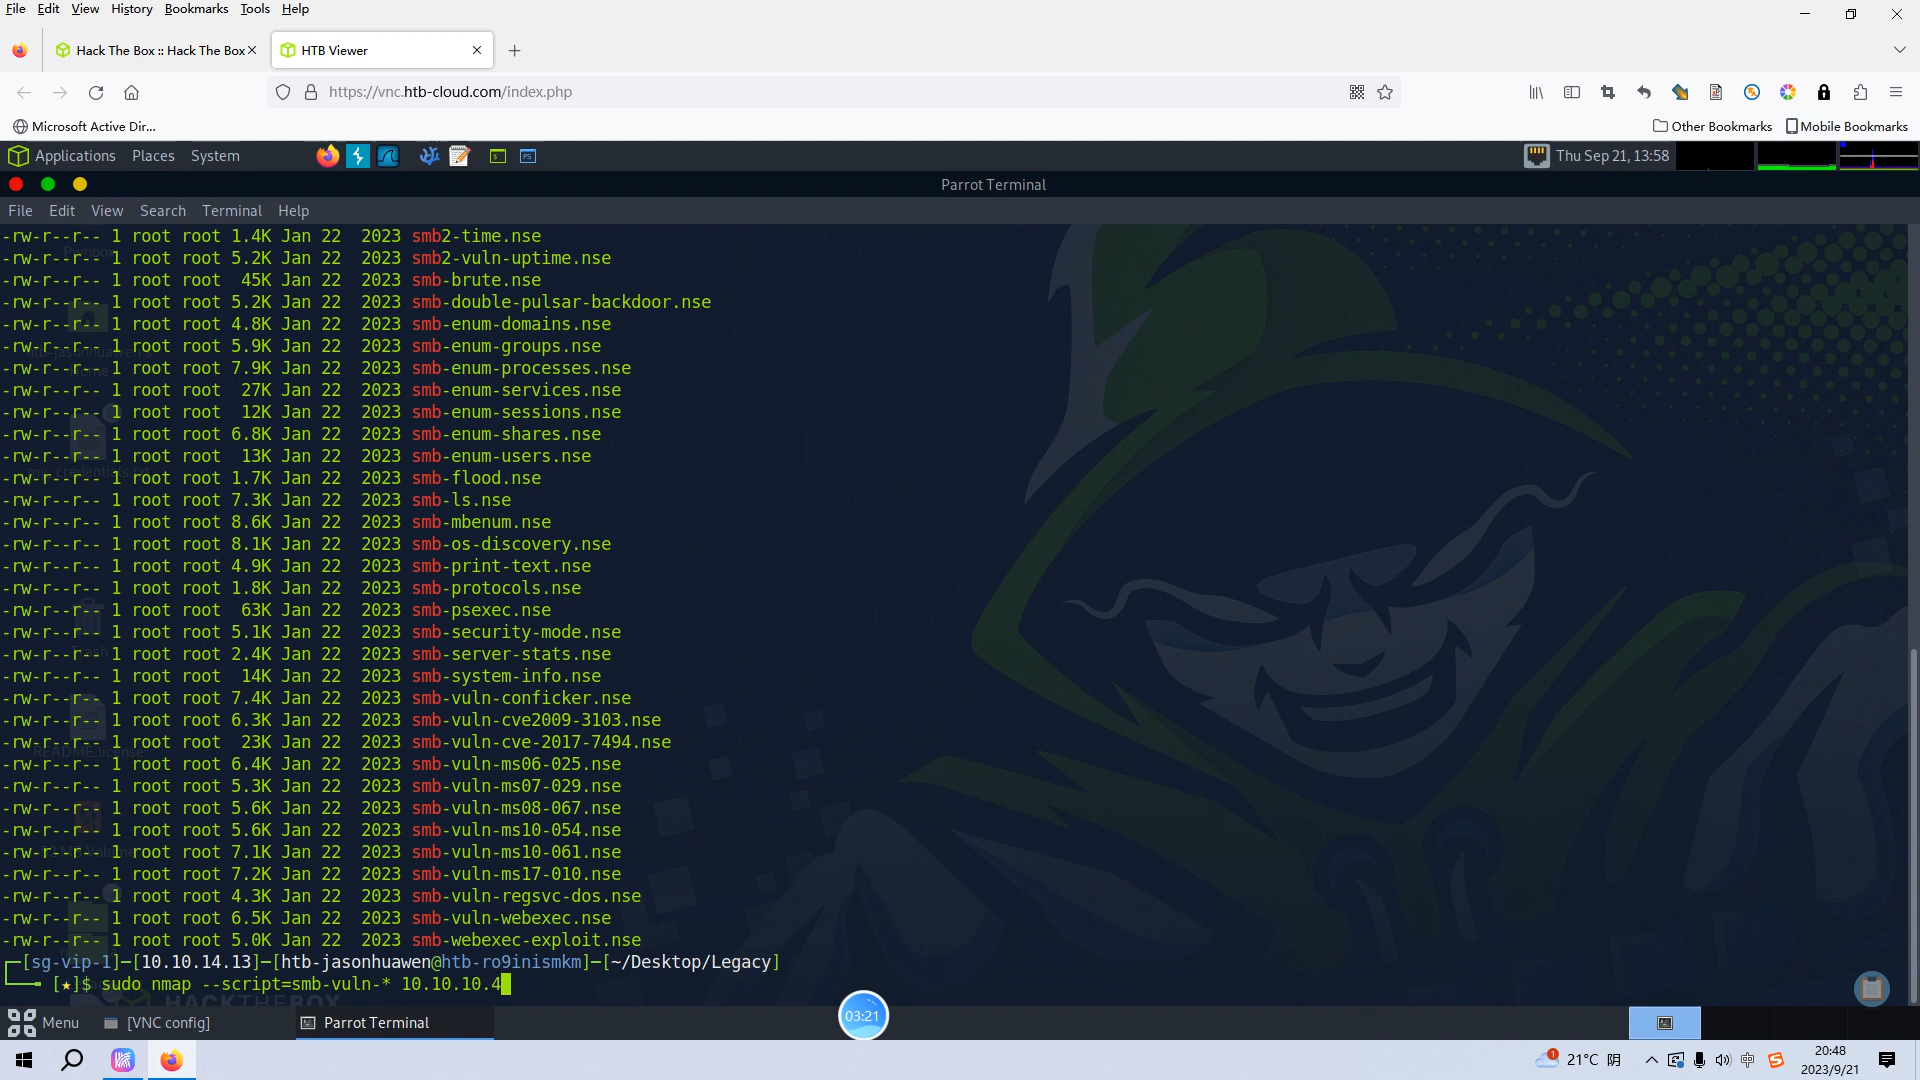 File Edit View History Bookmarks Tools Help
Hack The Box :: Hack The Box
HTB Viewer
https://vnc.htb-cloud.com/index.php
Microsoft Active Dir...
Other Bookmarks
Mobile Bookmarks
Applications Places System
Thu Sep 21, 13:58
Parrot Terminal
File Edit View Search Terminal Help
-rw-r--r-- 1 root root 1.4K Jan 22  2023 smb2-time.nse
-rw-r--r-- 1 root root 5.2K Jan 22  2023 smb2-vuln-uptime.nse
-rw-r--r-- 1 root root  45K Jan 22  2023 smb-brute.nse
-rw-r--r-- 1 root root 5.2K Jan 22  2023 smb-double-pulsar-backdoor.nse
-rw-r--r-- 1 root root 4.8K Jan 22  2023 smb-enum-domains.nse
-rw-r--r-- 1 root root 5.9K Jan 22  2023 smb-enum-groups.nse
-rw-r--r-- 1 root root 7.9K Jan 22  2023 smb-enum-processes.nse
-rw-r--r-- 1 root root  27K Jan 22  2023 smb-enum-services.nse
-rw-r--r-- 1 root root  12K Jan 22  2023 smb-enum-sessions.nse
-rw-r--r-- 1 root root 6.8K Jan 22  2023 smb-enum-shares.nse
-rw-r--r-- 1 root root  13K Jan 22  2023 smb-enum-users.nse
-rw-r--r-- 1 root root 1.7K Jan 22  2023 smb-flood.nse
-rw-r--r-- 1 root root 7.3K Jan 22  2023 smb-ls.nse
-rw-r--r-- 1 root root 8.6K Jan 22  2023 smb-mbenum.nse
-rw-r--r-- 1 root root 8.1K Jan 22  2023 smb-os-discovery.nse
-rw-r--r-- 1 root root 4.9K Jan 22  2023 smb-print-text.nse
-rw-r--r-- 1 root root 1.8K Jan 22  2023 smb-protocols.nse
-rw-r--r-- 1 root root  63K Jan 22  2023 smb-psexec.nse
-rw-r--r-- 1 root root 5.1K Jan 22  2023 smb-security-mode.nse
-rw-r--r-- 1 root root 2.4K Jan 22  2023 smb-server-stats.nse
-rw-r--r-- 1 root root  14K Jan 22  2023 smb-system-info.nse
-rw-r--r-- 1 root root 7.4K Jan 22  2023 smb-vuln-conficker.nse
-rw-r--r-- 1 root root 6.3K Jan 22  2023 smb-vuln-cve2009-3103.nse
-rw-r--r-- 1 root root  23K Jan 22  2023 smb-vuln-cve-2017-7494.nse
-rw-r--r-- 1 root root 6.4K Jan 22  2023 smb-vuln-ms06-025.nse
-rw-r--r-- 1 root root 5.3K Jan 22  2023 smb-vuln-ms07-029.nse
-rw-r--r-- 1 root root 5.6K Jan 22  2023 smb-vuln-ms08-067.nse
-rw-r--r-- 1 root root 5.6K Jan 22  2023 smb-vuln-ms10-054.nse
-rw-r--r-- 1 root root 7.1K Jan 22  2023 smb-vuln-ms10-061.nse
-rw-r--r-- 1 root root 7.2K Jan 22  2023 smb-vuln-ms17-010.nse
-rw-r--r-- 1 root root 4.3K Jan 22  2023 smb-vuln-regsvc-dos.nse
-rw-r--r-- 1 root root 6.5K Jan 22  2023 smb-vuln-webexec.nse
-rw-r--r-- 1 root root 5.0K Jan 22  2023 smb-webexec-exploit.nse
┌─[sg-vip-1]─[10.10.14.13]─[htb-jasonhuawen@htb-ro9inismkm]─[~/Desktop/Legacy]
└──╼ [★]$ sudo nmap --script=smb-vuln-* 10.10.10.4
HACKTHEBOX
03:21
Menu
[VNC config]
Parrot Terminal
1
21°C 阴
中
20:48
2023/9/21